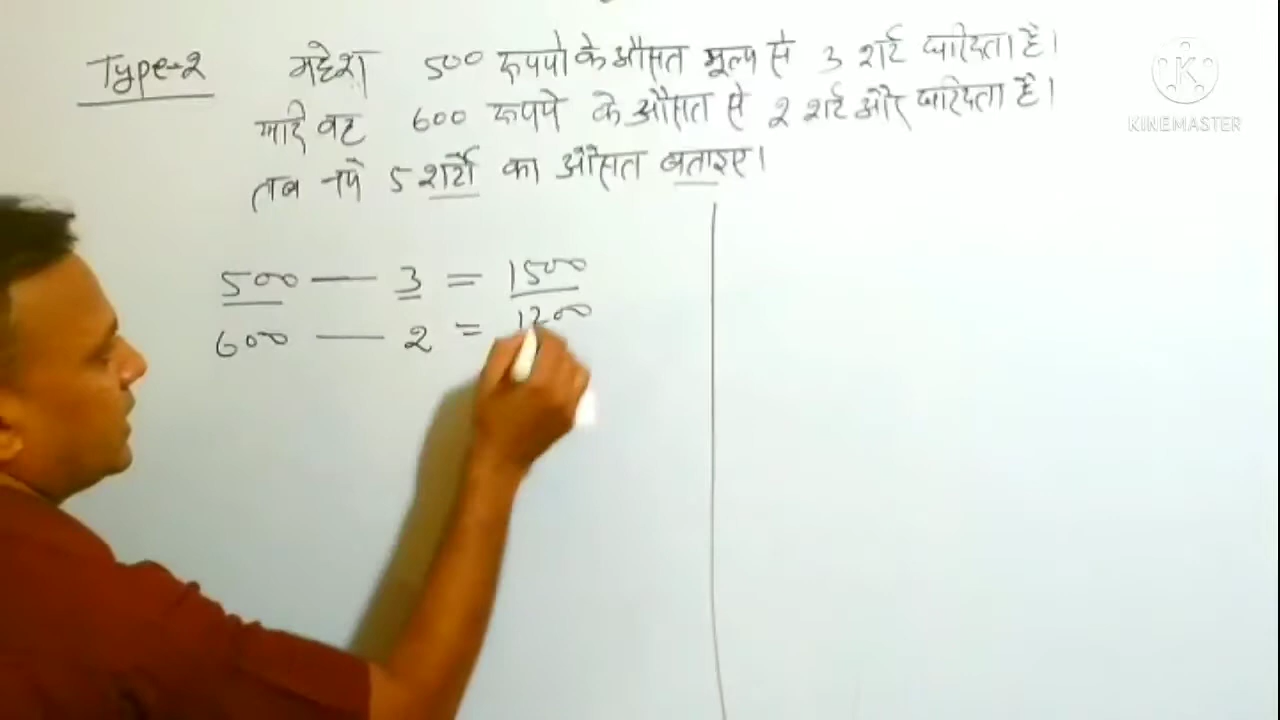 Type-2 महेश 500 रूपयो के औसत मूल्य से 3 शर्ट खरिदता है।
यदि वह 600 रूपये के औसत से 2 शर्ट और खरिदता है।
तब नये 5 शर्टो का औसत बताइए।
500 — 3 = 1500
600 — 2 = 1200
K
KINEMASTER